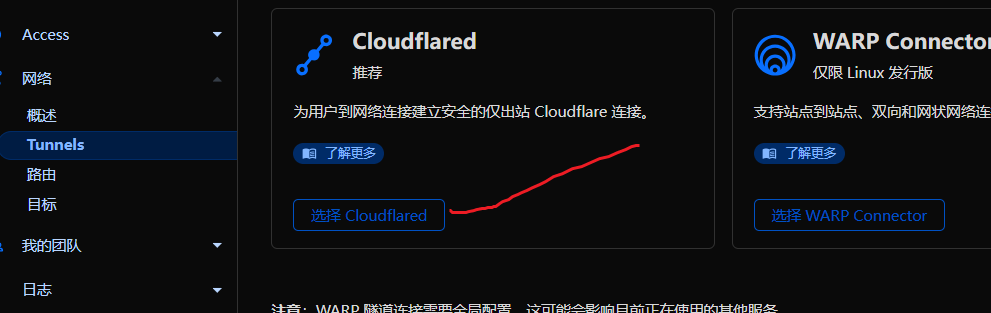 Access
网络
概述
Tunnels
路由
目标
我的团队
日志
Cloudflared
推荐
为用户到网络连接建立安全的仅出站 Cloudflare 连接。
了解更多
选择 Cloudflared
WARP Connector
仅限 Linux 发行版
支持站点到站点、双向和网状网络连
了解更多
选择 WARP Connector
注意：WARP 隧道连接需要全局配置，这可能会影响目前正在使用的其他服务